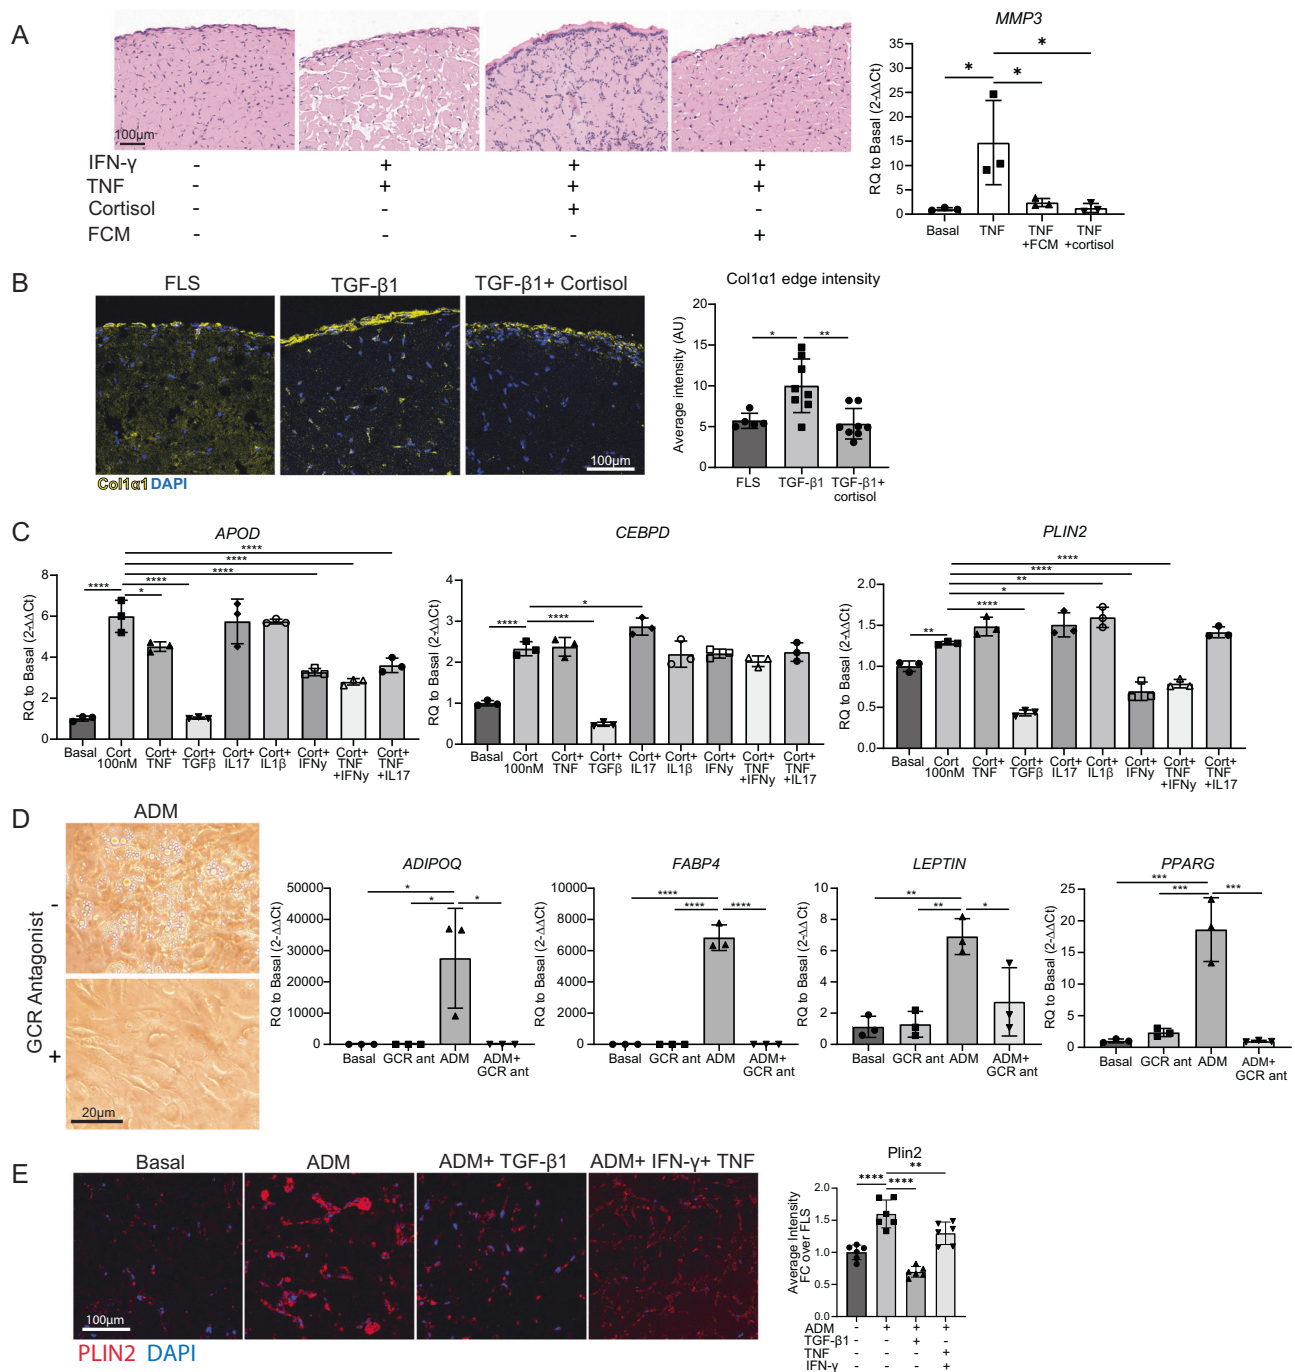 A
100μm
IFN-γ - + + +
TNF - + + +
Cortisol - - + -
FCM - - - +
MMP3
RQ to Basal (2-ΔΔCt)
35
30
25
20
15
10
5
0
* * *
Basal TNF TNF +FCM TNF +cortisol
B
FLS TGF-β1 TGF-β1+ Cortisol
100μm
Col1α1 DAPI
Col1α1 edge intensity
Average intensity (AU)
20
15
10
5
0
* **
FLS TGF-β1 TGF-β1+ cortisol
C
APOD
RQ to Basal (2-ΔΔCt)
8
6
4
2
0
****
****
****
**** ****
*
Basal Cort 100nM Cort+ TNF Cort+ TGFβ Cort+ IL17 Cort+ IL1β Cort+ IFNy Cort+ TNF +IFNy Cort+ TNF +IL17
CEBPD
RQ to Basal (2-ΔΔCt)
4
3
2
1
0
*
**** ****
Basal Cort 100nM Cort+ TNF Cort+ TGFβ Cort+ IL17 Cort+ IL1β Cort+ IFNy Cort+ TNF +IFNy Cort+ TNF +IL17
PLIN2
RQ to Basal (2-ΔΔCt)
2.0
1.5
1.0
0.5
0.0
****
****
**
*
****
**
Basal Cort 100nM Cort+ TNF Cort+ TGFβ Cort+ IL17 Cort+ IL1β Cort+ IFNy Cort+ TNF +IFNy Cort+ TNF +IL17
D
ADM
GCR Antagonist
-
+
20μm
ADIPOQ
RQ to Basal (2-ΔΔCt)
50000
40000
30000
20000
10000
0
*
* *
Basal GCR ant ADM ADM+ GCR ant
FABP4
RQ to Basal (2-ΔΔCt)
10000
8000
6000
4000
2000
0
****
**** ****
Basal GCR ant ADM ADM+ GCR ant
LEPTIN
RQ to Basal (2-ΔΔCt)
10
8
6
4
2
0
**
** *
Basal GCR ant ADM ADM+ GCR ant
PPARG
RQ to Basal (2-ΔΔCt)
25
20
15
10
5
0
***
*** ***
Basal GCR ant ADM ADM+ GCR ant
E
Basal ADM ADM+ TGF-β1 ADM+ IFN-γ+ TNF
100μm
PLIN2 DAPI
Plin2
Average Intensity
FC over FLS
2.0
1.5
1.0
0.5
0.0
**
**** ****
ADM - + + +
TGF-β1 - - + -
TNF - - - +
IFN-γ - - - +